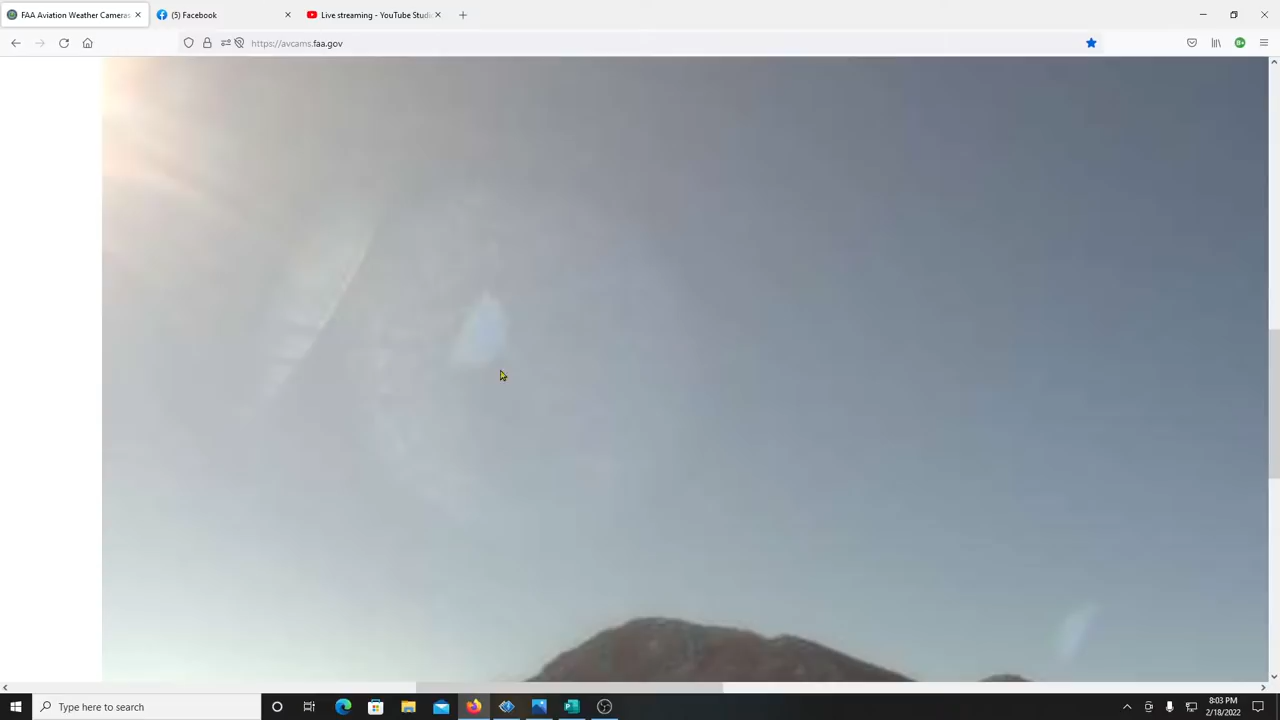 FAA Aviation Weather Cameras
(5) Facebook
Live streaming - YouTube Studio
https://avcams.faa.gov
Type here to search
8:03 PM
2/18/2022